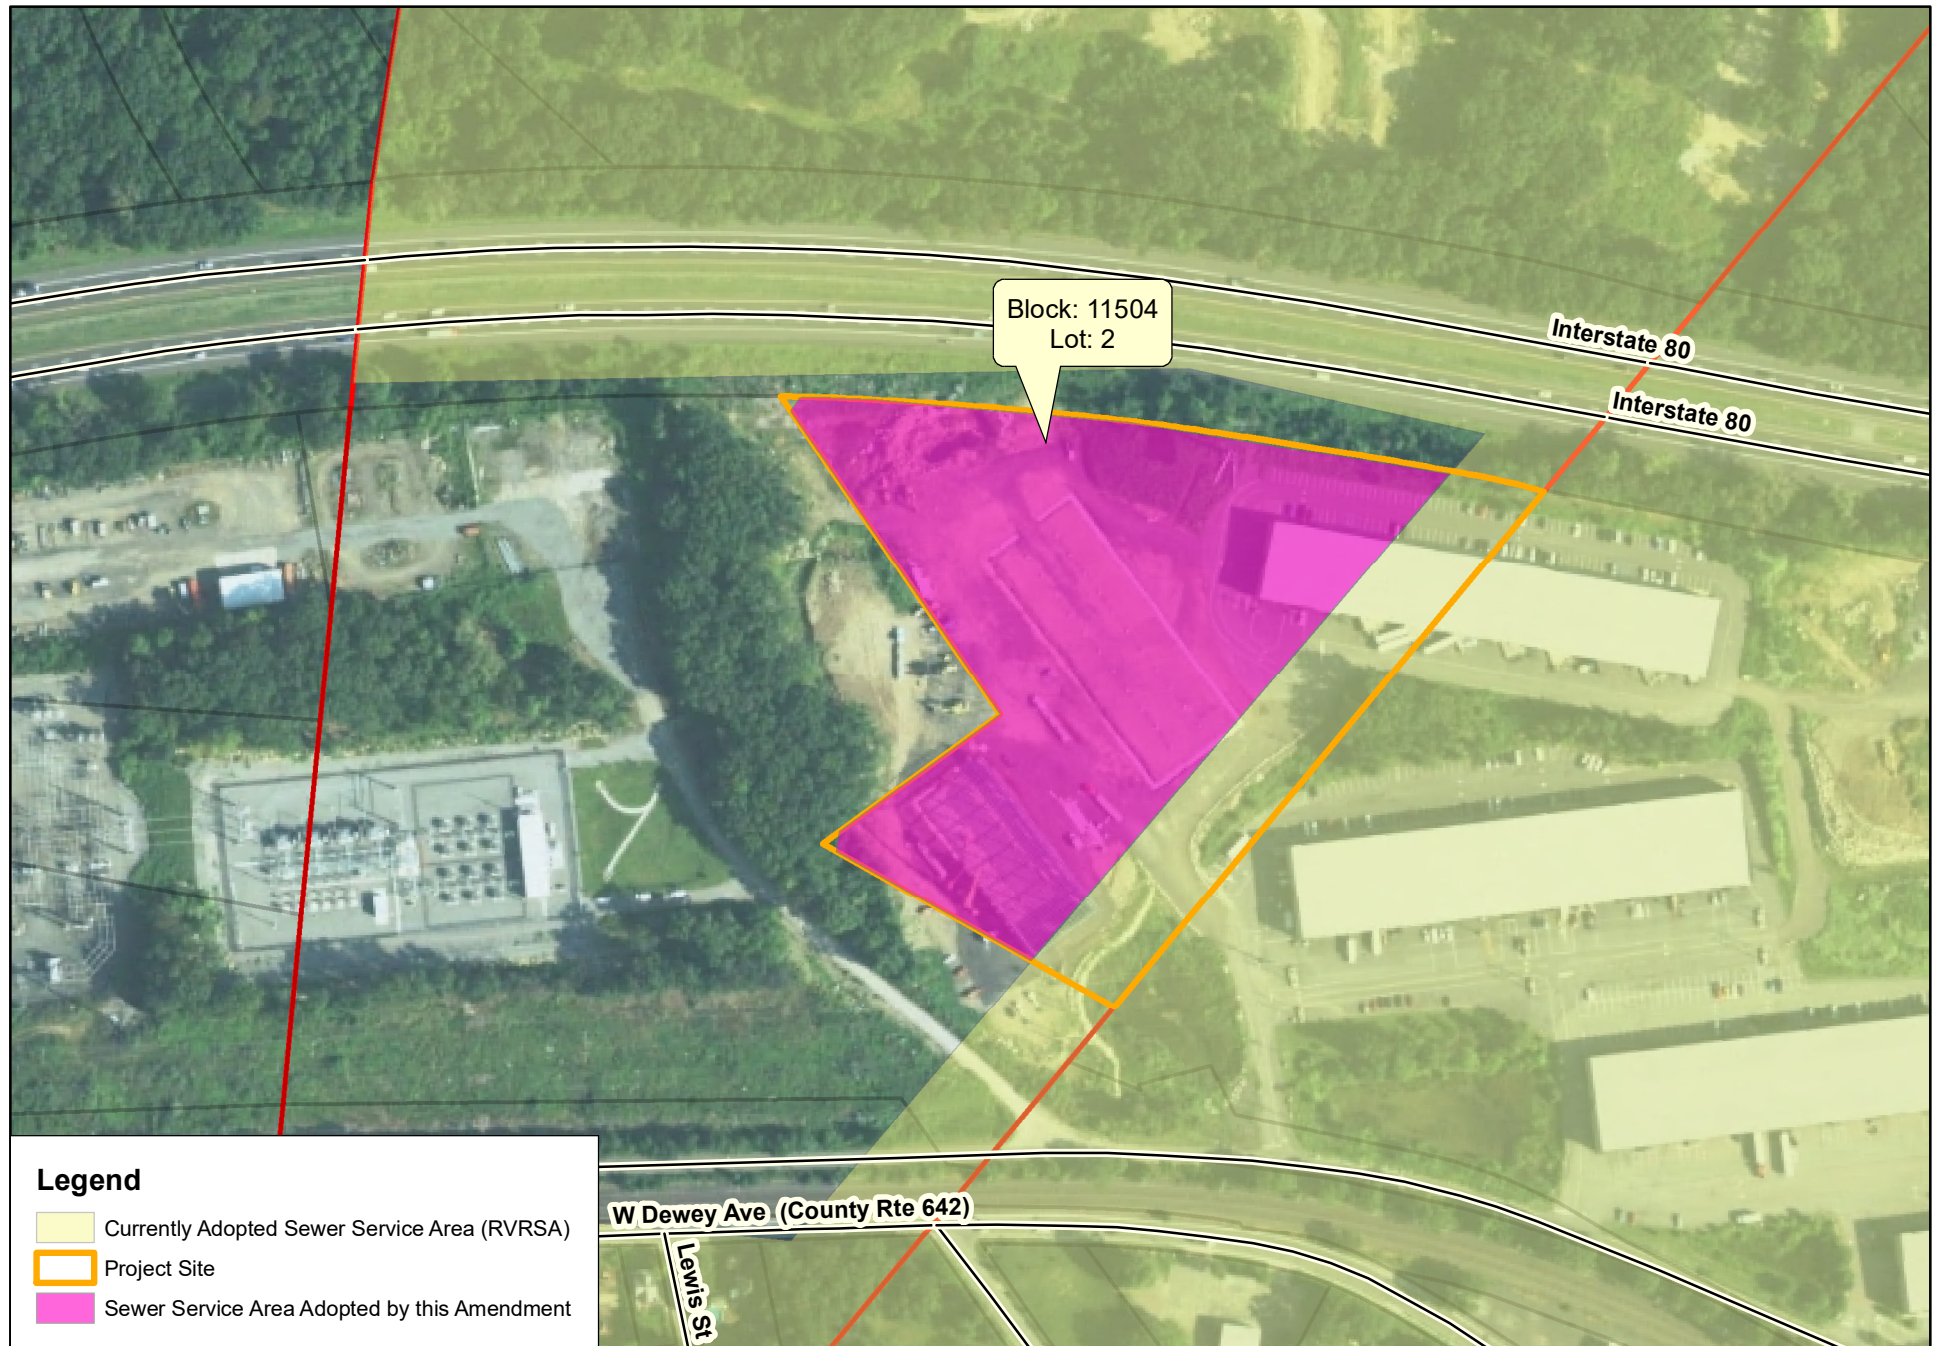 Block: 11504
Lot: 2
Interstate 80
Interstate 80
W Dewey Ave (County Rte 642)
Lewis St
Legend
Currently Adopted Sewer Service Area (RVRSA)
Project Site
Sewer Service Area Adopted by this Amendment